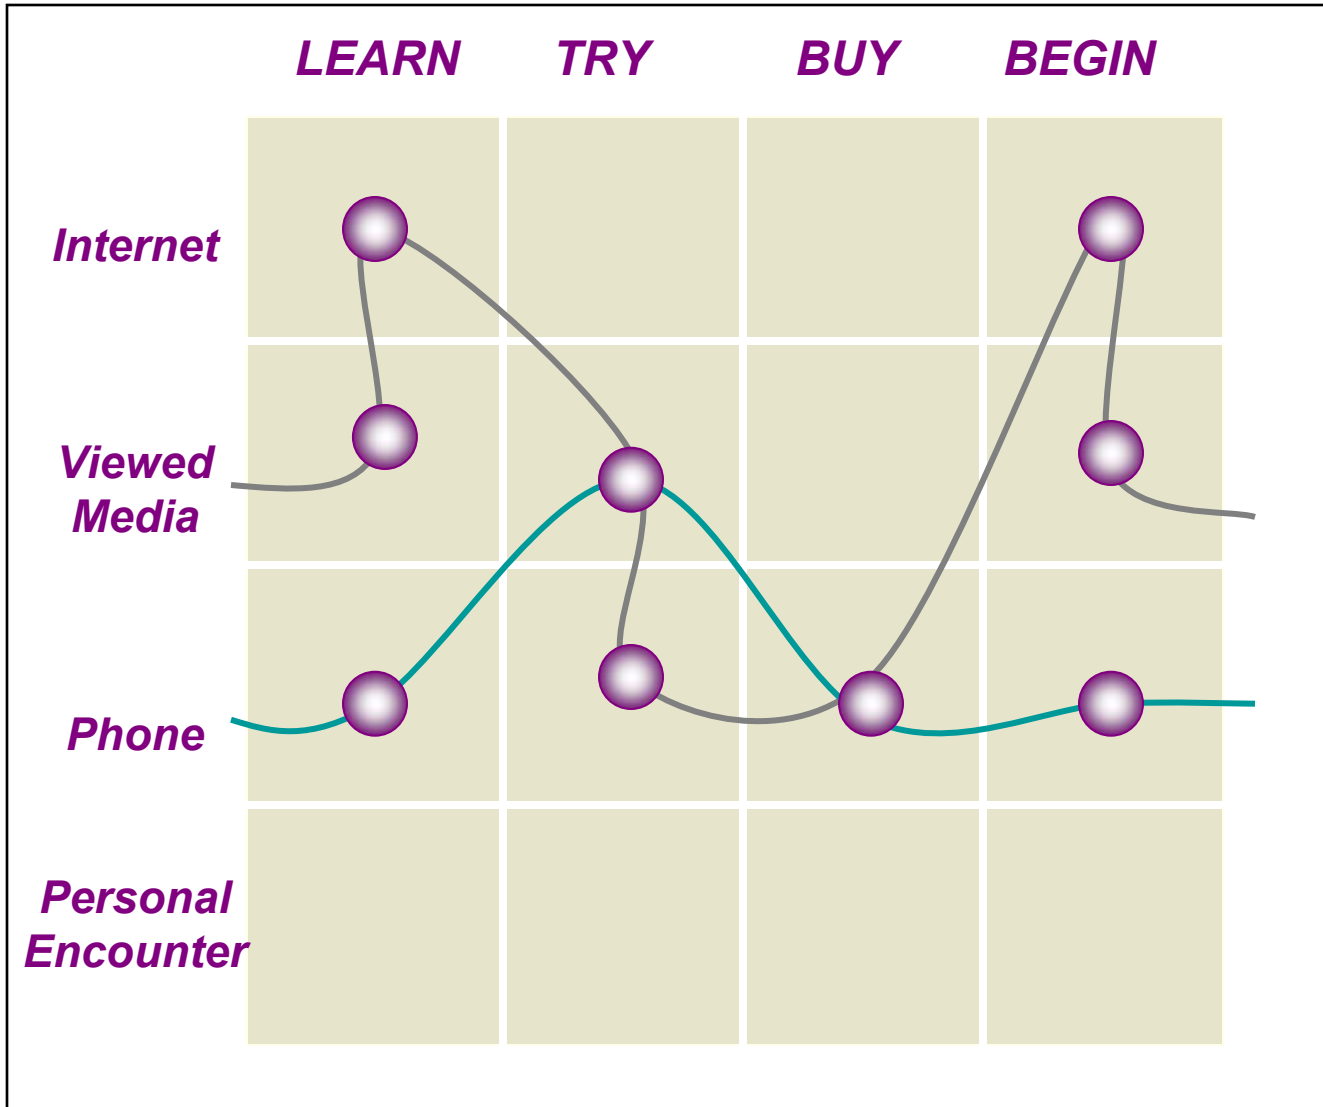 LEARN TRY BUY BEGIN
Internet
Viewed
Media
Phone
Personal
Encounter